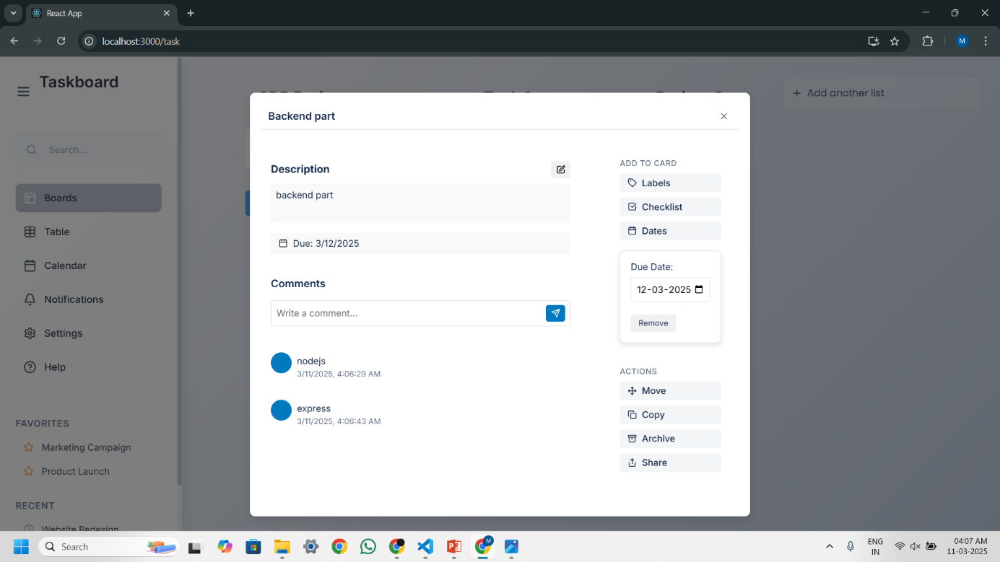 React App
localhost:3000/task
M
Taskboard
Search...
Boards
Table
Calendar
Notifications
Settings
Help
FAVORITES
Marketing Campaign
Product Launch
RECENT
Website Redesign
Add another list
Backend part
Description
backend part
Due: 3/12/2025
Comments
Write a comment...
nodejs
3/11/2025, 4:06:29 AM
express
3/11/2025, 4:06:43 AM
ADD TO CARD
Labels
Checklist
Dates
Due Date:
12-03-2025
Remove
ACTIONS
Move
Copy
Archive
Share
Search
M
ENG
IN
04:07 AM
11-03-2025